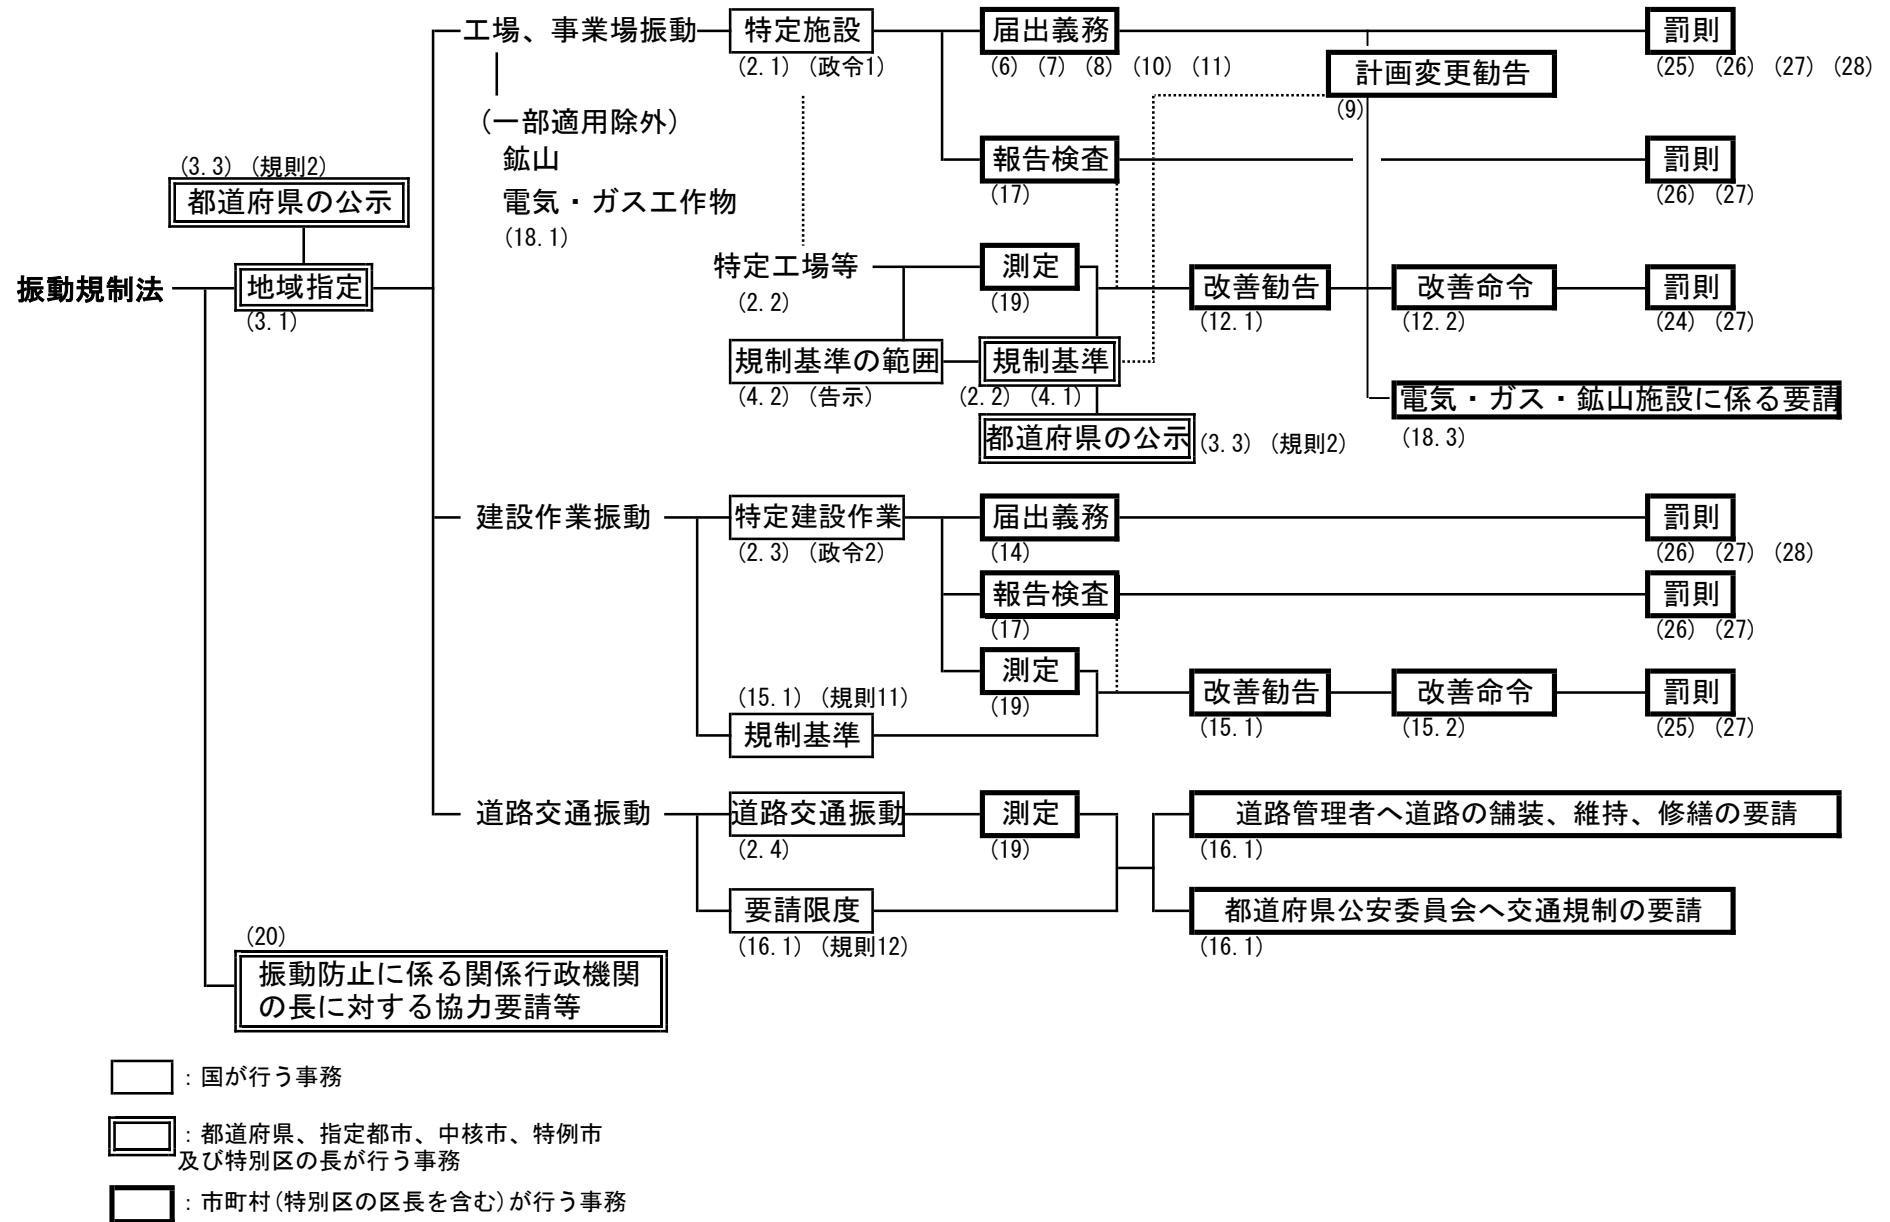 工場、事業場振動
特定施設
届出義務
罰則
(2.1) (政令1)
(6) (7) (8) (10) (11)
計画変更勧告
(25) (26) (27) (28)
(9)
(一部適用除外)
鉱山
報告検査
罰則
(3.3) (規則2)
(17)
(26) (27)
都道府県の公示
電気・ガス工作物
(18.1)
特定工場等
測定
振動規制法
地域指定
改善勧告
改善命令
罰則
(2.2)
(19)
(3.1)
(12.1)
(12.2)
(24) (27)
規制基準の範囲
規制基準
(4.2) (告示)
(2.2) (4.1)
電気・ガス・鉱山施設に係る要請
都道府県の公示
(3.3) (規則2)
(18.3)
建設作業振動
特定建設作業
届出義務
罰則
(2.3) (政令2)
(14)
(26) (27) (28)
報告検査
罰則
(17)
(26) (27)
測定
(15.1) (規則11)
(19)
改善勧告
改善命令
罰則
規制基準
(15.1)
(15.2)
(25) (27)
道路交通振動
道路交通振動
測定
道路管理者へ道路の舗装、維持、修繕の要請
(2.4)
(19)
(16.1)
要請限度
都道府県公安委員会へ交通規制の要請
(16.1) (規則12)
(16.1)
(20)
振動防止に係る関係行政機関
の長に対する協力要請等
：国が行う事務
：都道府県、指定都市、中核市、特例市
及び特別区の長が行う事務
：市町村(特別区の区長を含む)が行う事務